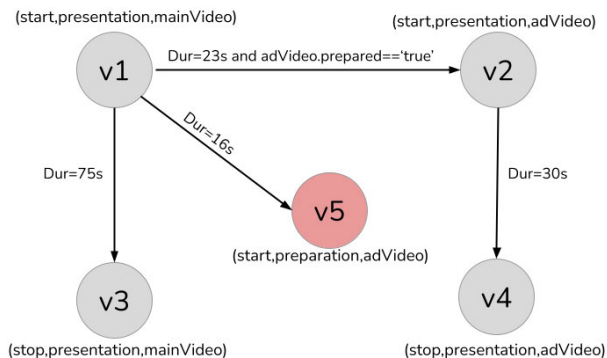 (start,presentation,mainVideo)
(start,presentation,adVideo)
v1
Dur=23s and adVideo.prepared==‘true’
v2
Dur=16s
Dur=75s
Dur=30s
v5
(start,preparation,adVideo)
v3
v4
(stop,presentation,mainVideo)
(stop,presentation,adVideo)